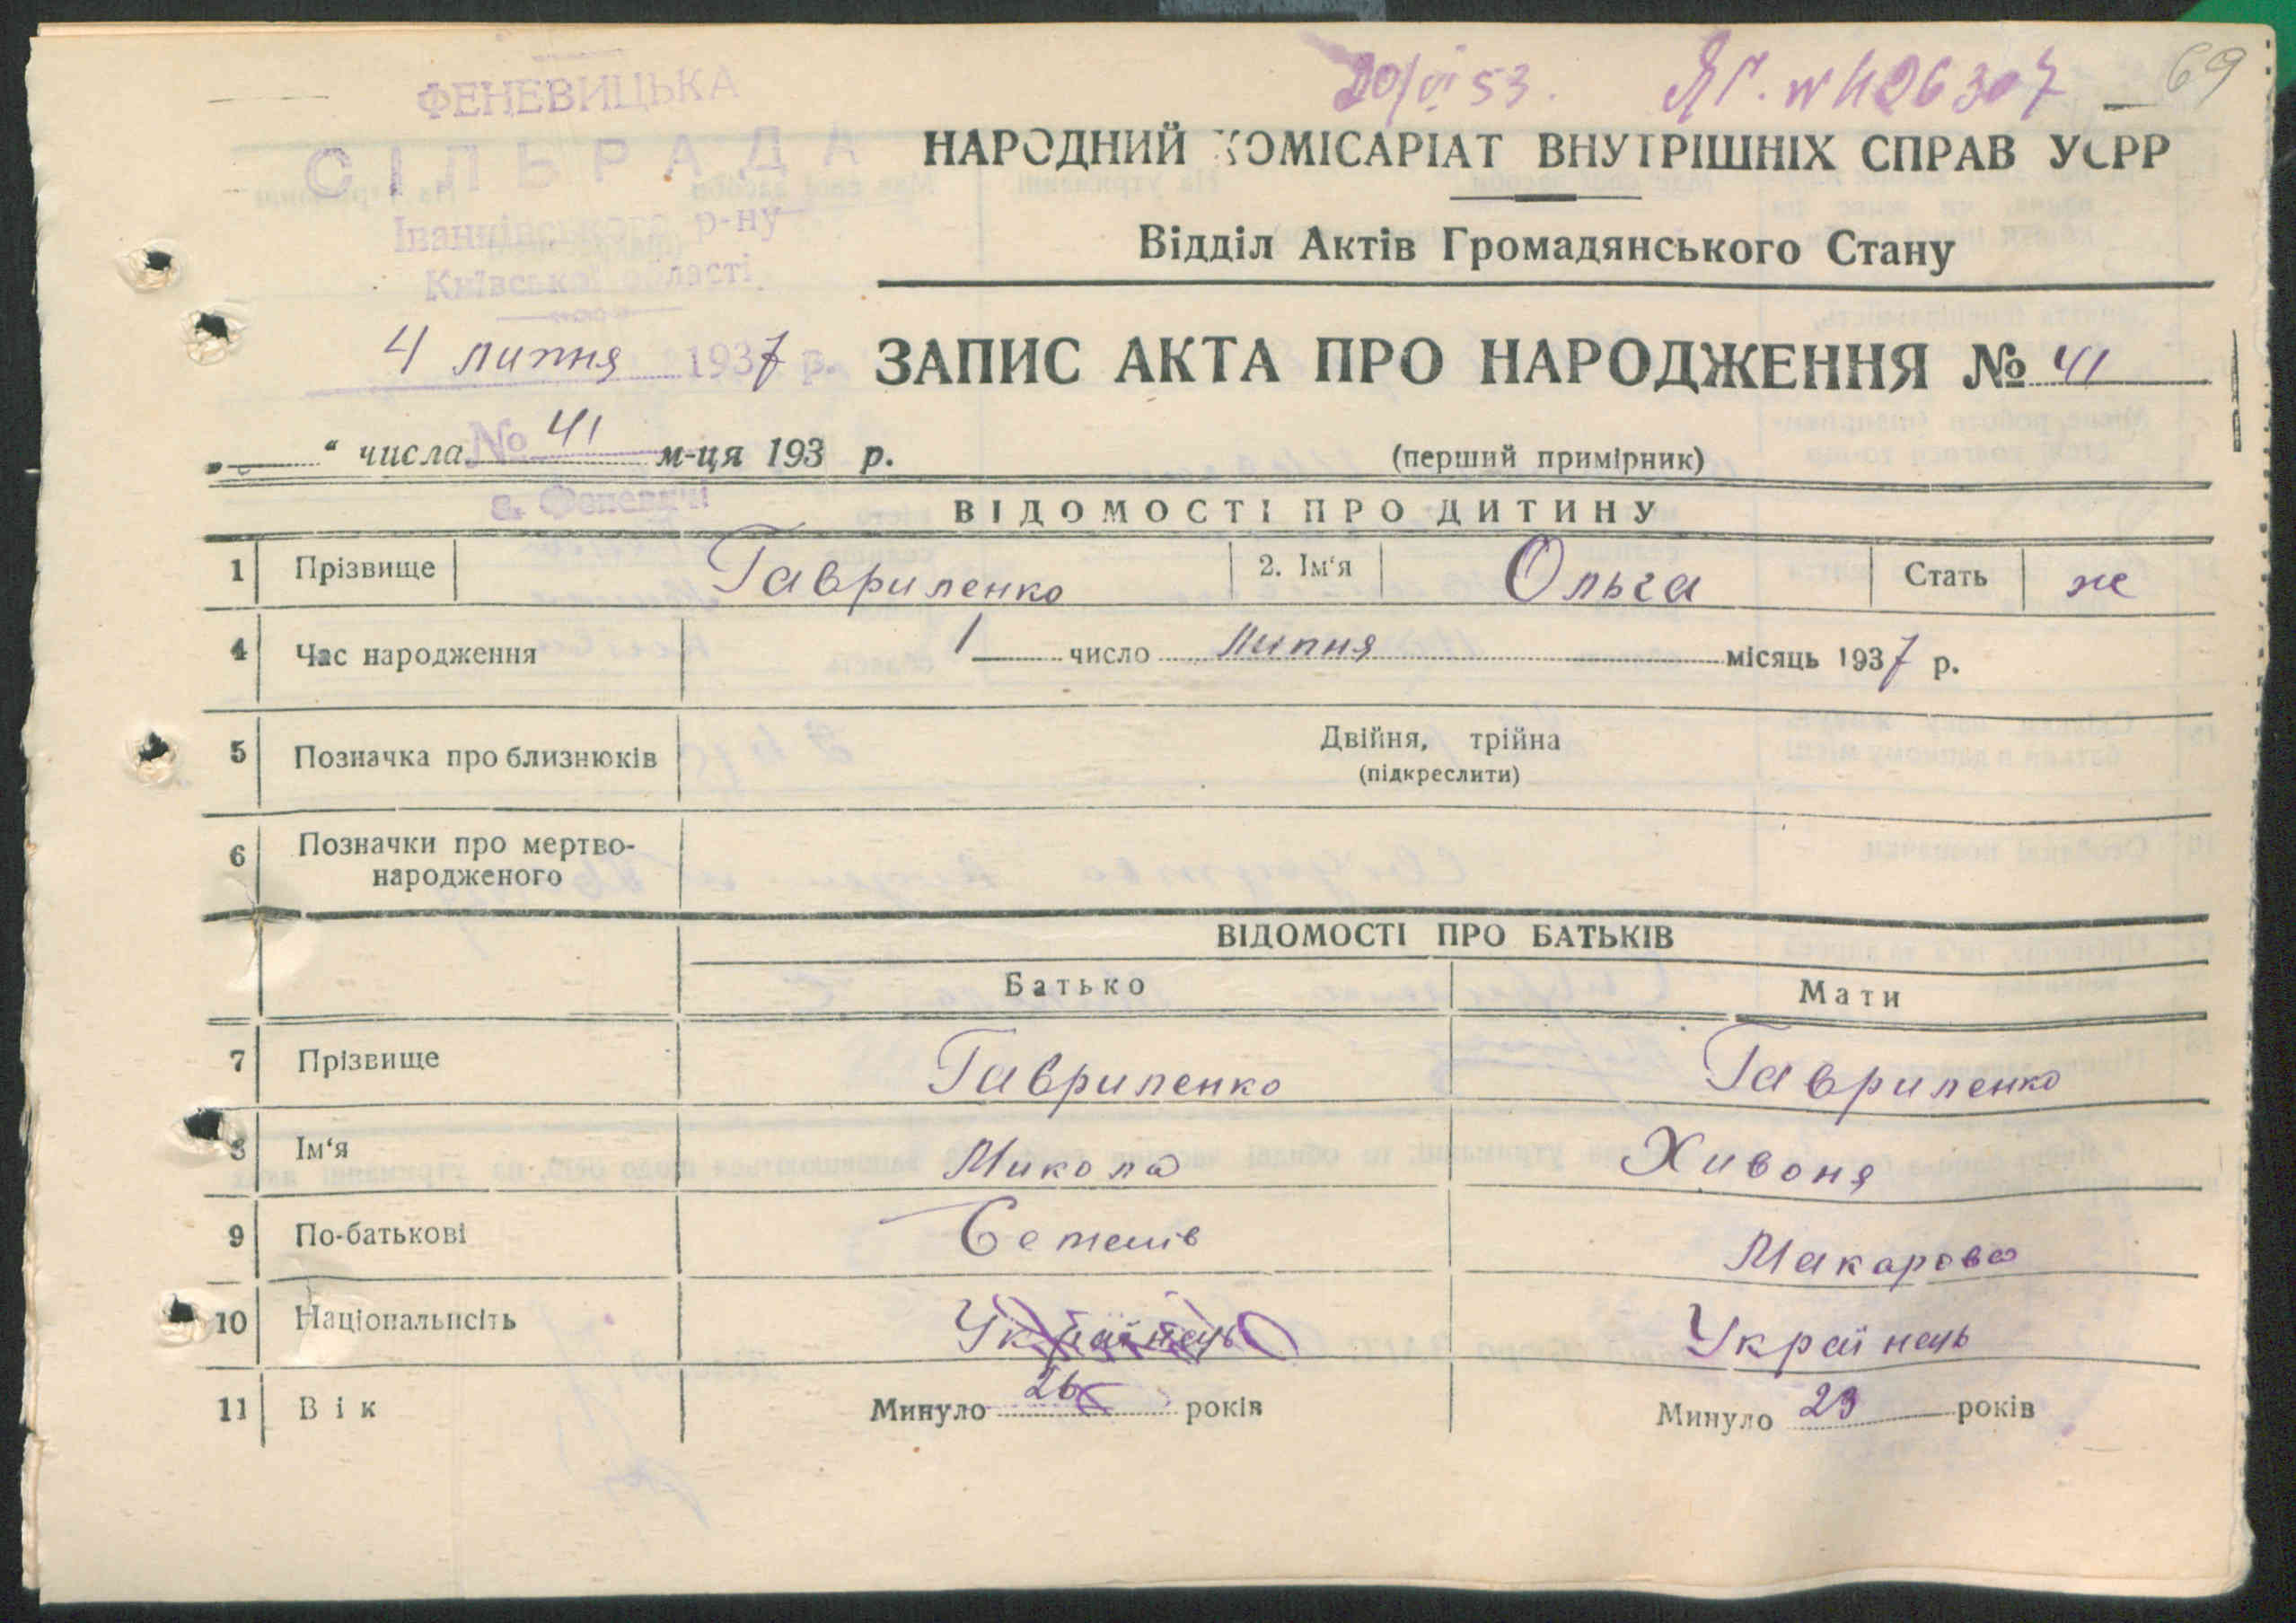 20/VI 53. ЯГ. № 426307 69
ФЕНЕВИЦЬКА
СІЛЬРАДА
Іванківського р-ну
Київської області
НАРОДНИЙ КОМІСАРІАТ ВНУТРІШНІХ СПРАВ УСРР
Відділ Актів Громадянського Стану
4 липня 1937 р.
ЗАПИС АКТА ПРО НАРОДЖЕННЯ № 41
№ 41
„ “ числа м-ця 193 р.
(перший примірник)
с. Феневичі
ВІДОМОСТІ ПРО ДИТИНУ
1 Прізвище Гавриленко 2. Ім‘я Ольга Стать же
4 Час народження 1 число Липня місяць 1937 р.
5 Позначка про близнюків Двійня, трійна
(підкреслити)
6 Позначки про мертво-
народженого
ВІДОМОСТІ ПРО БАТЬКІВ
Батько Мати
7 Прізвище Гавриленко Гавриленко
8 Ім‘я Микола Хивоня
9 По-батькові Семенів Макарова
10 Національність Українець Українець
11 Вік Минуло 26 років Минуло 23 років